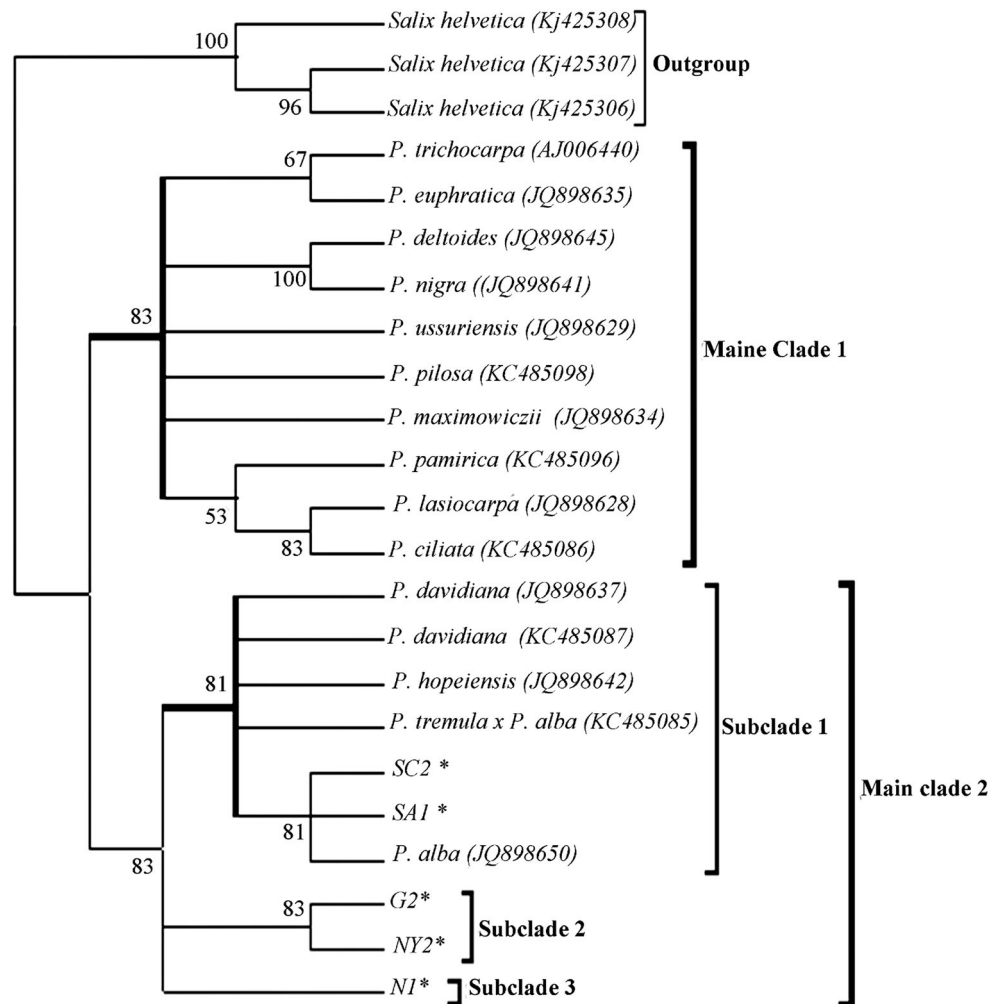 Salix helvetica (Kj425308)
100
Salix helvetica (Kj425307)
Outgroup
96
Salix helvetica (Kj425306)
67
P. trichocarpa (AJ006440)
P. euphratica (JQ898635)
P. deltoides (JQ898645)
100
P. nigra ((JQ898641)
83
P. ussuriensis (JQ898629)
Maine Clade 1
P. pilosa (KC485098)
P. maximowiczii (JQ898634)
P. pamirica (KC485096)
53
P. lasiocarpa (JQ898628)
83
P. ciliata (KC485086)
P. davidiana (JQ898637)
P. davidiana (KC485087)
81
P. hopeiensis (JQ898642)
P. tremula x P. alba (KC485085)
Subclade 1
SC2 *
Main clade 2
SA1 *
81
P. alba (JQ898650)
83
83
G2*
Subclade 2
NY2*
N1*
Subclade 3